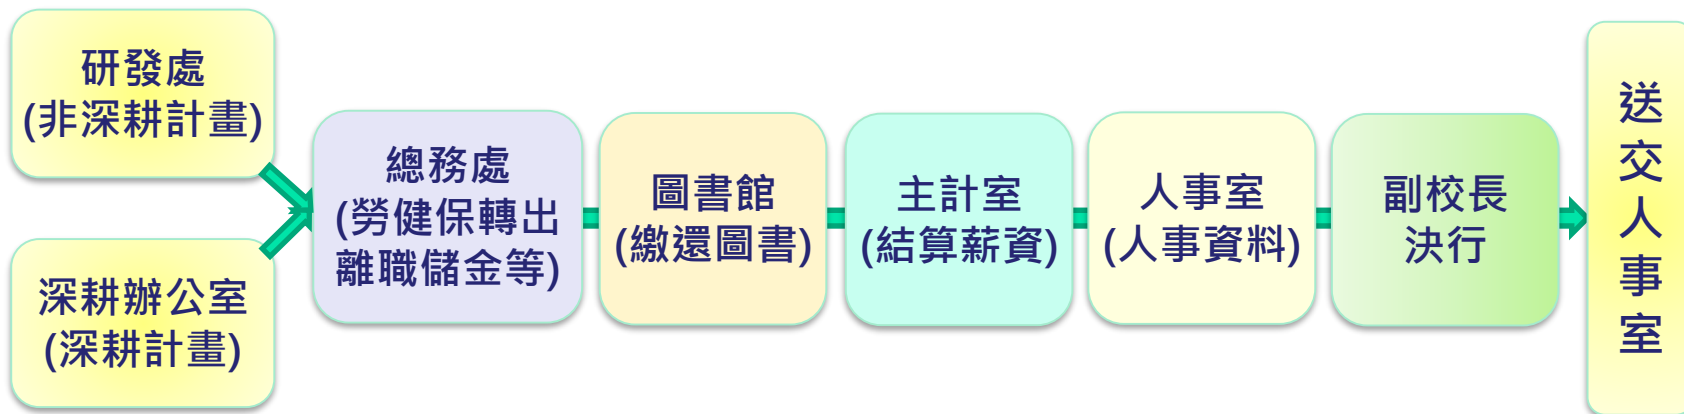 研發處
(非深耕計畫)
深耕辦公室
(深耕計畫)
總務處
(勞健保轉出
離職儲金等)
圖書館
(繳還圖書)
主計室
(結算薪資)
人事室
(人事資料)
副校長
決行
送交人事室